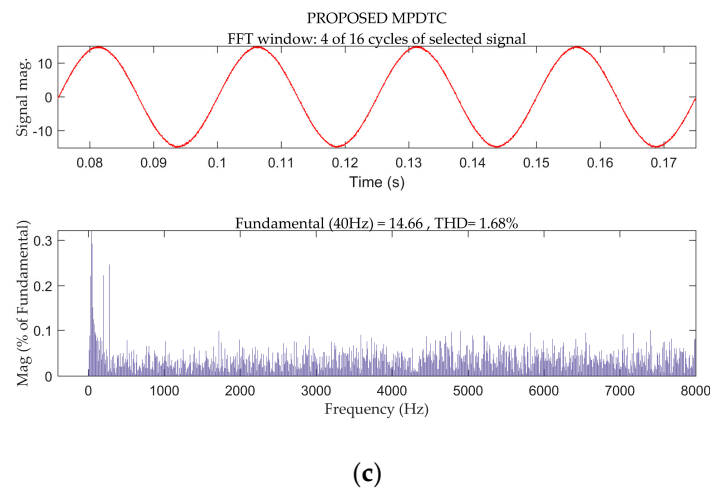 PROPOSED MPDTC
FFT window: 4 of 16 cycles of selected signal
Signal mag.
10
0
-10
0.08 0.09 0.1 0.11 0.12 0.13 0.14 0.15 0.16 0.17
Time (s)
Fundamental (40Hz) = 14.66 , THD= 1.68%
Mag (% of Fundamental)
0.3
0.2
0.1
0
0 1000 2000 3000 4000 5000 6000 7000 8000
Frequency (Hz)
(c)